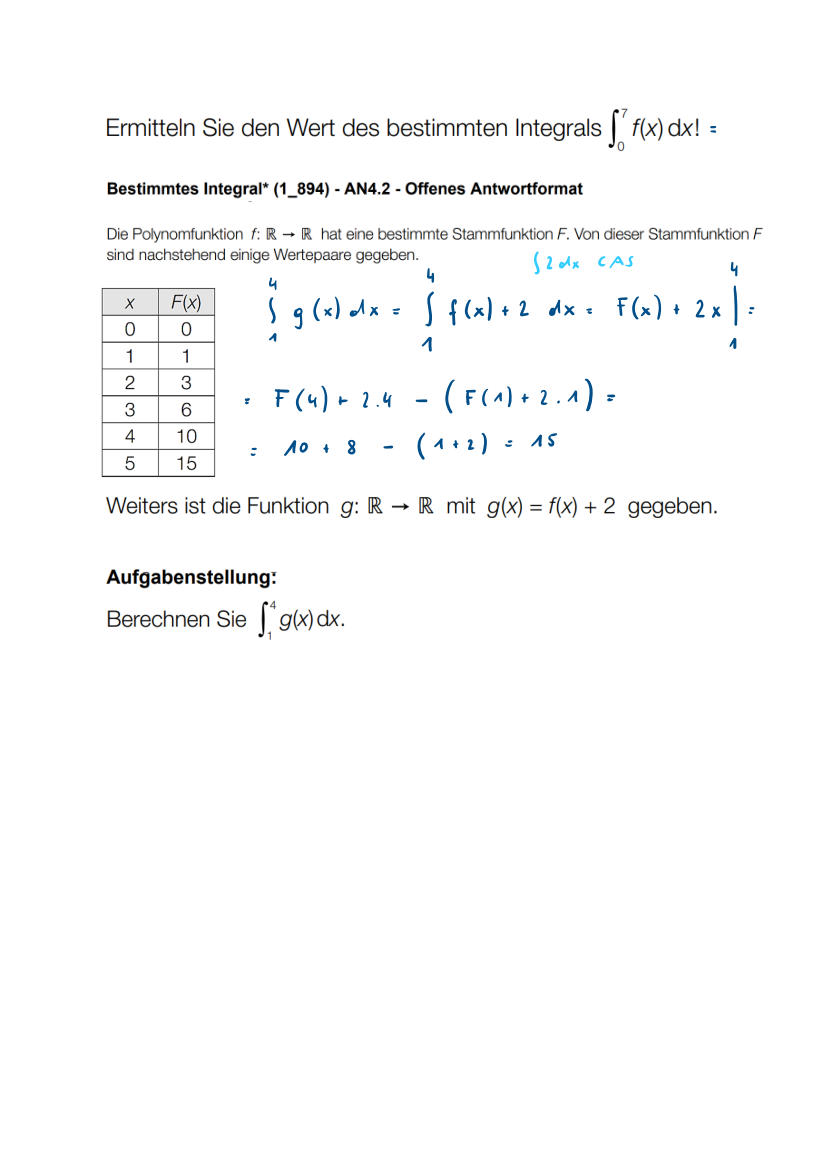 Ermitteln Sie den Wert des bestimmten Integrals ∫₀⁷ f(x) dx! =
Bestimmtes Integral* (1_894) - AN4.2 - Offenes Antwortformat
Die Polynomfunktion f: ℝ → ℝ hat eine bestimmte Stammfunktion F. Von dieser Stammfunktion F
sind nachstehend einige Wertepaare gegeben.
∫ 2 dx CAS
x F(x)
0 0
1 1
2 3
3 6
4 10
5 15
∫₁⁴ g(x) dx = ∫₁⁴ f(x) + 2 dx = F(x) + 2x |₁⁴ =
= F(4) + 2.4 - (F(1) + 2.1) =
= 10 + 8 - (1+2) = 15
Weiters ist die Funktion g: ℝ → ℝ mit g(x) = f(x) + 2 gegeben.
Aufgabenstellung:
Berechnen Sie ∫₁⁴ g(x) dx.